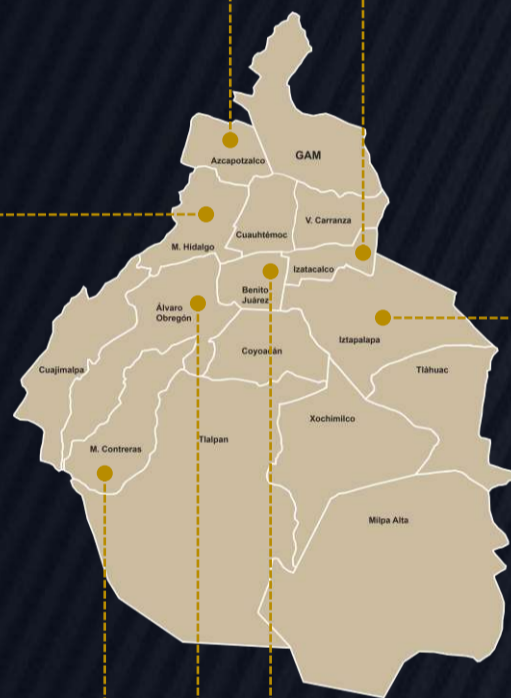 GAM
Azcapotzalco
V. Carranza
Cuauhtémoc
M. Hidalgo
Izatacalco
Benito
Juárez
Álvaro
Obregón
Iztapalapa
Coyoacán
Cuajimalpa
Tláhuac
Xochimilco
Tlalpan
M. Contreras
Milpa Alta